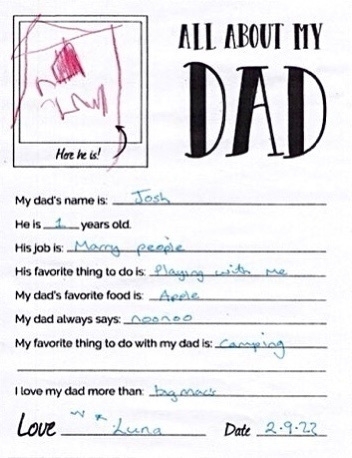 ALL ABOUT MY
DAD
Here he is!
My dad's name is: Josh
He is 1 years old.
His job is: Marry people
His favorite thing to do is: Playing with me
My dad's favorite food is: Apple
My dad always says: noonoo
My favorite thing to do with my dad is: Camping
I love my dad more than: big macs
Love Luna Date 2.9.22